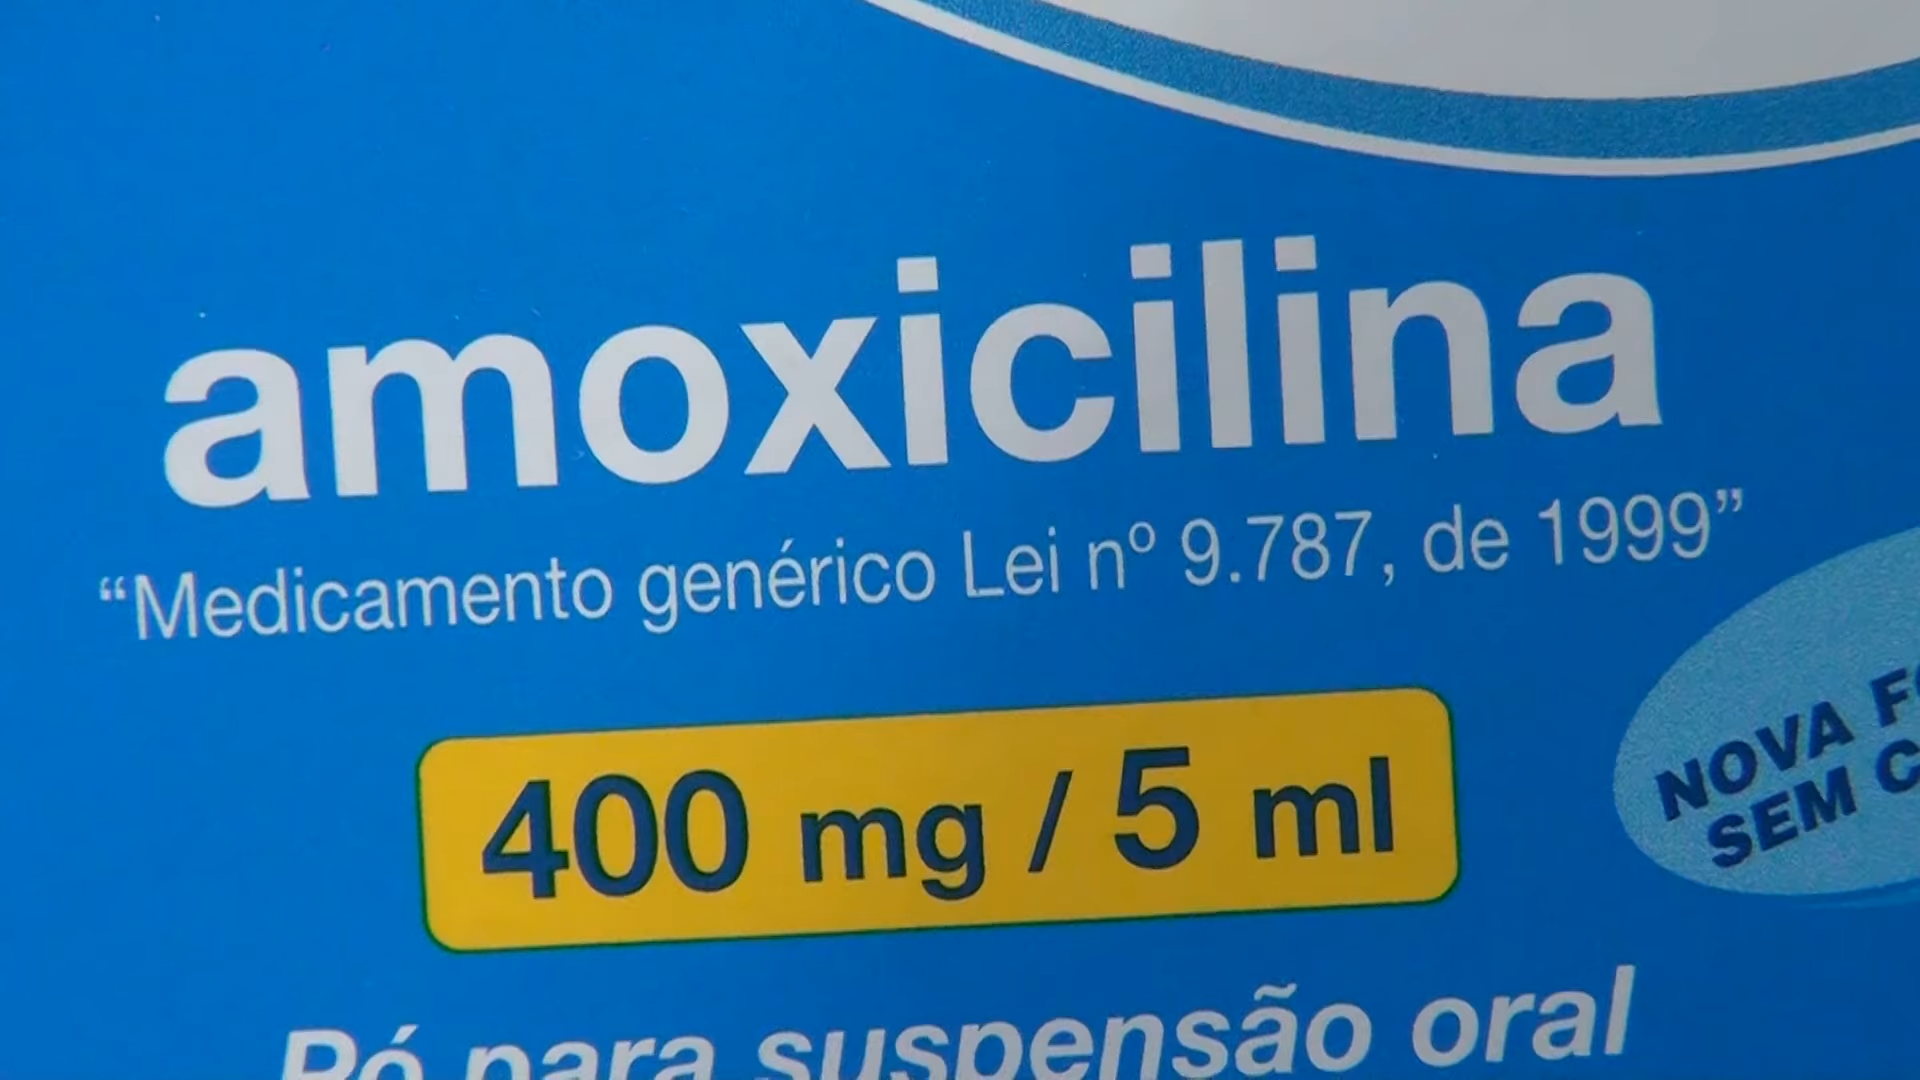 amoxicilina
“Medicamento genérico Lei nº 9.787, de 1999”
400 mg / 5 ml
NOVA
SEM
Pó para suspensão oral